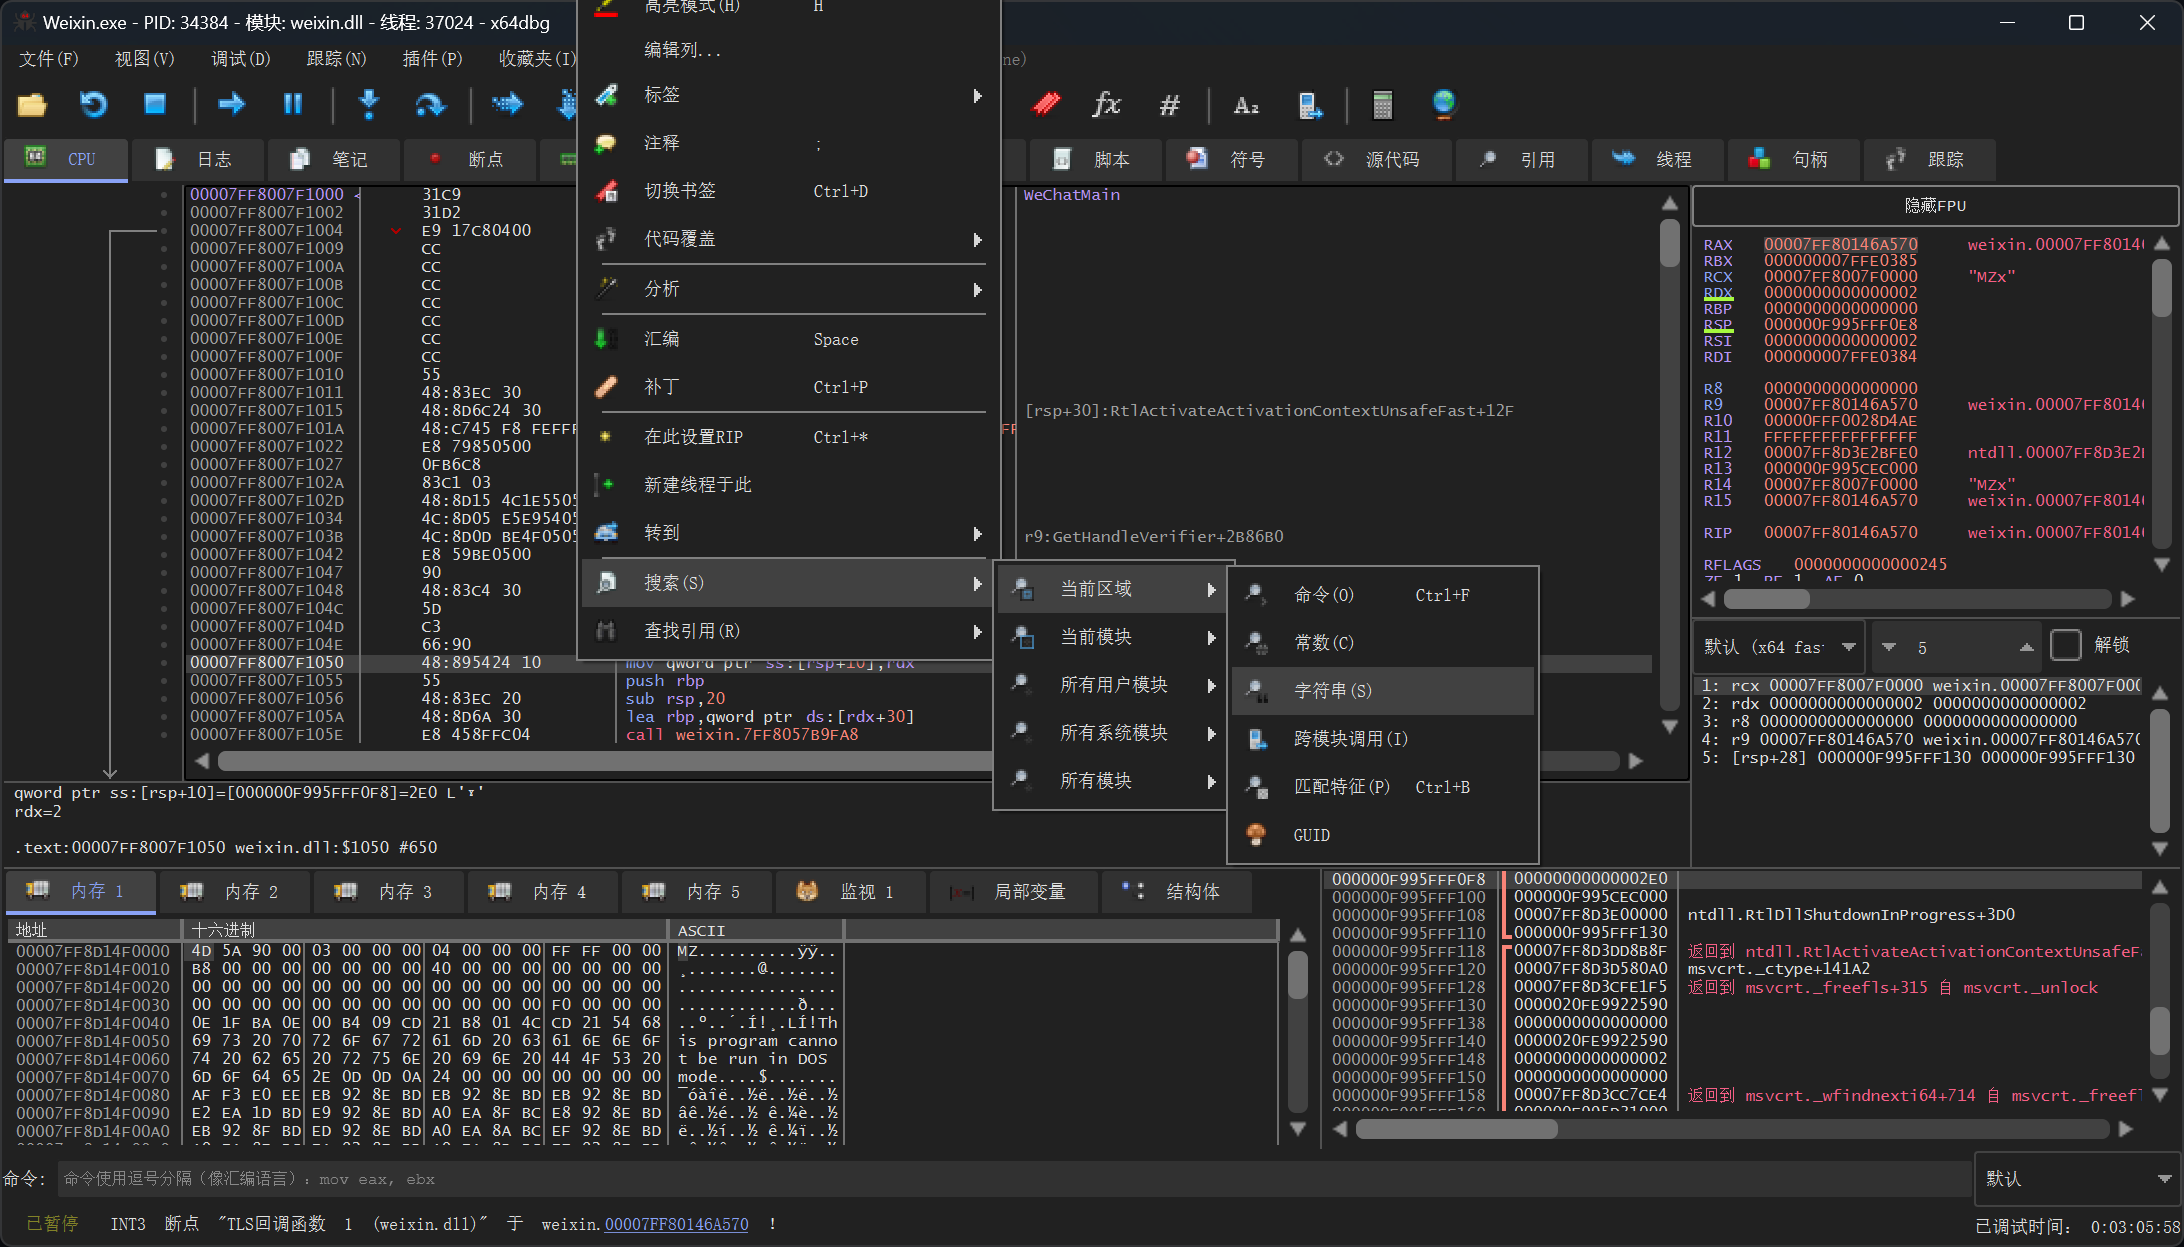 Weixin.exe - PID: 34384 - 模块: weixin.dll - 线程: 37024 - x64dbg
文件(F) 视图(V) 调试(D) 跟踪(N) 插件(P) 收藏夹(I)
高亮模式(H) H
编辑列...
标签
注释 ;
切换书签 Ctrl+D
代码覆盖
分析
汇编 Space
补丁 Ctrl+P
在此设置RIP Ctrl+*
新建线程于此
转到
搜索(S)
查找引用(R)
当前区域
当前模块
所有用户模块
所有系统模块
所有模块
命令(O) Ctrl+F
常数(C)
字符串(S)
跨模块调用(I)
匹配特征(P) Ctrl+B
GUID
CPU 日志 笔记 断点 脚本 符号 源代码 引用 线程 句柄 跟踪
00007FF8007F1000 31C9 WeChatMain
00007FF8007F1002 31D2
00007FF8007F1004 E9 17C80400
00007FF8007F1009 CC
00007FF8007F100A CC
00007FF8007F100B CC
00007FF8007F100C CC
00007FF8007F100D CC
00007FF8007F100E CC
00007FF8007F100F CC
00007FF8007F1010 55
00007FF8007F1011 48:83EC 30
00007FF8007F1015 48:8D6C24 30 [rsp+30]:RtlActivateActivationContextUnsafeFast+12F
00007FF8007F101A 48:C745 F8 FEFFF
00007FF8007F1022 E8 79850500
00007FF8007F1027 0FB6C8
00007FF8007F102A 83C1 03
00007FF8007F102D 48:8D15 4C1E5505
00007FF8007F1034 4C:8D05 E5E95405
00007FF8007F103B 4C:8D0D BE4F0505 r9:GetHandleVerifier+2B86B0
00007FF8007F1042 E8 59BE0500
00007FF8007F1047 90
00007FF8007F1048 48:83C4 30
00007FF8007F104C 5D
00007FF8007F104D C3
00007FF8007F104E 66:90
00007FF8007F1050 48:895424 10 mov qword ptr ss:[rsp+10],rdx
00007FF8007F1055 55 push rbp
00007FF8007F1056 48:83EC 20 sub rsp,20
00007FF8007F105A 48:8D6A 30 lea rbp,qword ptr ds:[rdx+30]
00007FF8007F105E E8 458FFC04 call weixin.7FF8057B9FA8
隐藏FPU
RAX 00007FF80146A570 weixin.00007FF8014
RBX 000000007FFE0385
RCX 00007FF8007F0000 "MZx"
RDX 0000000000000002
RBP 0000000000000000
RSP 000000F995FFF0E8
RSI 0000000000000002
RDI 000000007FFE0384
R8 0000000000000000
R9 00007FF80146A570 weixin.00007FF8014
R10 00000FFF0028D4AE
R11 FFFFFFFFFFFFFFFF
R12 00007FF8D3E2BFE0 ntdll.00007FF8D3E2
R13 000000F995CEC000
R14 00007FF8007F0000 "MZx"
R15 00007FF80146A570 weixin.00007FF8014
RIP 00007FF80146A570 weixin.00007FF8014
RFLAGS 0000000000000245
默认 (x64 fas 5 解锁
1: rcx 00007FF8007F0000 weixin.00007FF8007F000
2: rdx 0000000000000002 0000000000000002
3: r8 0000000000000000 0000000000000000
4: r9 00007FF80146A570 weixin.00007FF80146A570
5: [rsp+28] 000000F995FFF130 000000F995FFF130
qword ptr ss:[rsp+10]=[000000F995FFF0F8]=2E0
rdx=2
.text:00007FF8007F1050 weixin.dll:$1050 #650
内存 1 内存 2 内存 3 内存 4 内存 5 监视 1 局部变量 结构体
地址 十六进制 ASCII
00007FF8D14F0000 4D 5A 90 00 03 00 00 00 04 00 00 00 FF FF 00 00 MZ..........ÿÿ..
00007FF8D14F0010 B8 00 00 00 00 00 00 00 40 00 00 00 00 00 00 00 ¸.......@.......
00007FF8D14F0020 00 00 00 00 00 00 00 00 00 00 00 00 00 00 00 00 ................
00007FF8D14F0030 00 00 00 00 00 00 00 00 00 00 00 00 F0 00 00 00 ............ð...
00007FF8D14F0040 0E 1F BA 0E 00 B4 09 CD 21 B8 01 4C CD 21 54 68 ..º..´.Í!¸.LÍ!Th
00007FF8D14F0050 69 73 20 70 72 6F 67 72 61 6D 20 63 61 6E 6E 6F is program canno
00007FF8D14F0060 74 20 62 65 20 72 75 6E 20 69 6E 20 44 4F 53 20 t be run in DOS
00007FF8D14F0070 6D 6F 64 65 2E 0D 0D 0A 24 00 00 00 00 00 00 00 mode....$.......
00007FF8D14F0080 AF F3 E0 EE EB 92 8E BD EB 92 8E BD EB 92 8E BD ¯óàîë..½ë..½ë..½
00007FF8D14F0090 E2 EA 1D BD E9 92 8E BD A0 EA 8F BC E8 92 8E BD âê.½é..½ ê.¼è..½
00007FF8D14F00A0 EB 92 8F BD ED 92 8E BD A0 EA 8A BC EF 92 8E BD ë..½í..½ ê.¼ï..½
000000F995FFF0F8 00000000000002E0
000000F995FFF100 000000F995CEC000
000000F995FFF108 00007FF8D3E00000 ntdll.RtlDllShutdownInProgress+3D0
000000F995FFF110 000000F995FFF130
000000F995FFF118 00007FF8D3DD8B8F 返回到 ntdll.RtlActivateActivationContextUnsafeF
000000F995FFF120 00007FF8D3D580A0 msvcrt._ctype+141A2
000000F995FFF128 00007FF8D3CFE1F5 返回到 msvcrt._freefls+315 自 msvcrt._unlock
000000F995FFF130 0000020FE9922590
000000F995FFF138 0000000000000000
000000F995FFF140 0000020FE9922590
000000F995FFF148 0000000000000002
000000F995FFF150 0000000000000000
000000F995FFF158 00007FF8D3CC7CE4 返回到 msvcrt._wfindnexti64+714 自 msvcrt._freef
命令: 命令使用逗号分隔（像汇编语言）: mov eax, ebx 默认
已暂停 INT3 断点 "TLS回调函数 1 (weixin.dll)" 于 weixin.00007FF80146A570 ! 已调试时间: 0:03:05:58